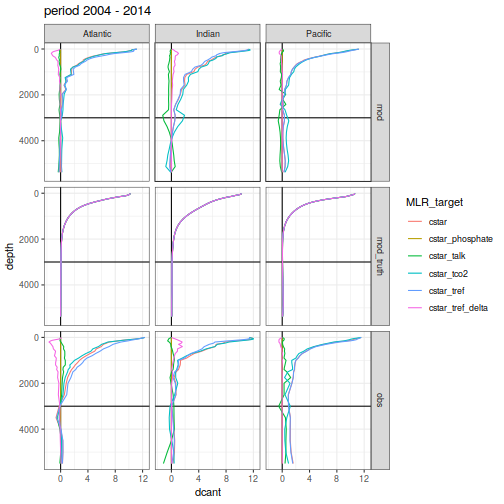 period 2004 - 2014
Atlantic Indian Pacific
0
2000
4000
mod
0
2000
4000
mod_truth
0
2000
4000
obs
0 4 8 12 0 4 8 12 0 4 8 12
depth
dcant
MLR_target
cstar
cstar_phosphate
cstar_talk
cstar_tco2
cstar_tref
cstar_tref_delta